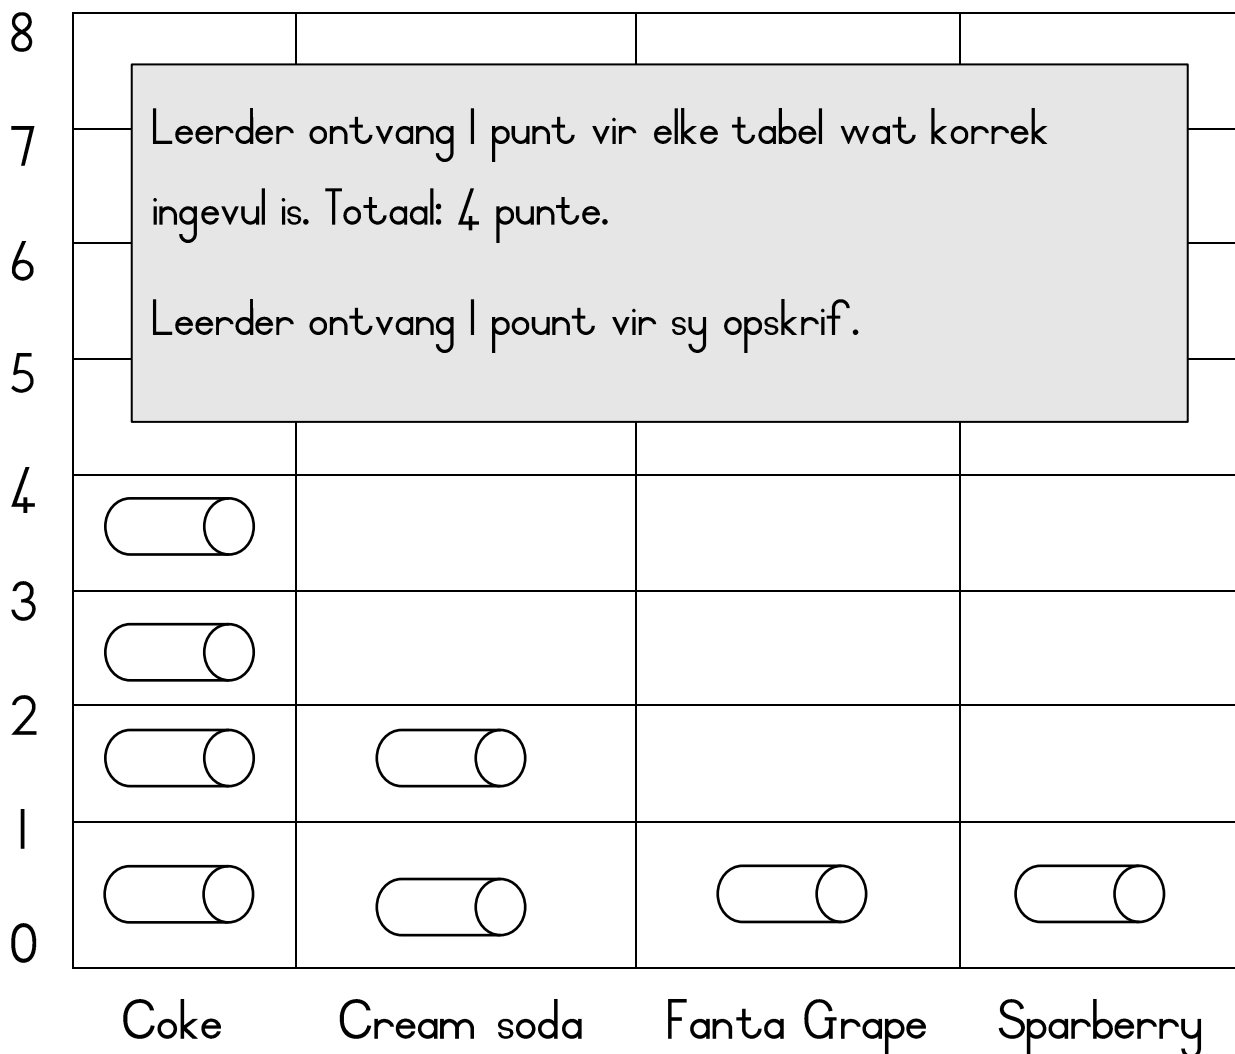 8
Leerder ontvang 1 punt vir elke tabel wat korrek
7
ingevul is. Totaal: 4 punte.
6
Leerder ontvang 1 pount vir sy opskrif.
5
4
3
2
1
0
Coke Cream soda Fanta Grape Sparberry